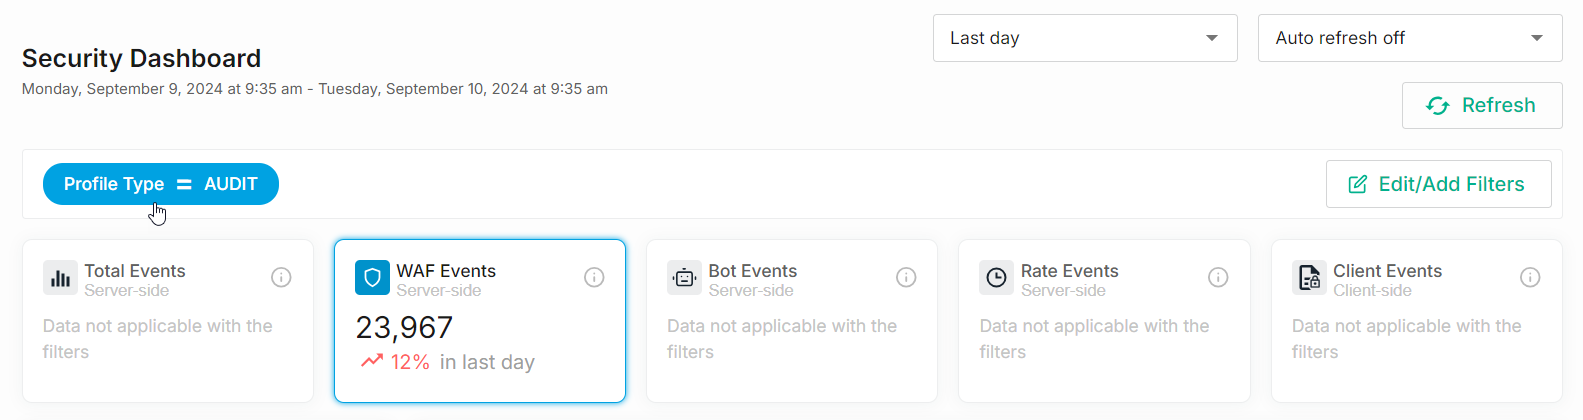 Last day
Auto refresh off
Security Dashboard
Monday, September 9, 2024 at 9:35 am - Tuesday, September 10, 2024 at 9:35 am
Refresh
Profile Type = AUDIT
Edit/Add Filters
Total Events
Server-side
Data not applicable with the
filters
WAF Events
Server-side
23,967
12% in last day
Bot Events
Server-side
Data not applicable with the
filters
Rate Events
Server-side
Data not applicable with the
filters
Client Events
Client-side
Data not applicable with the
filters